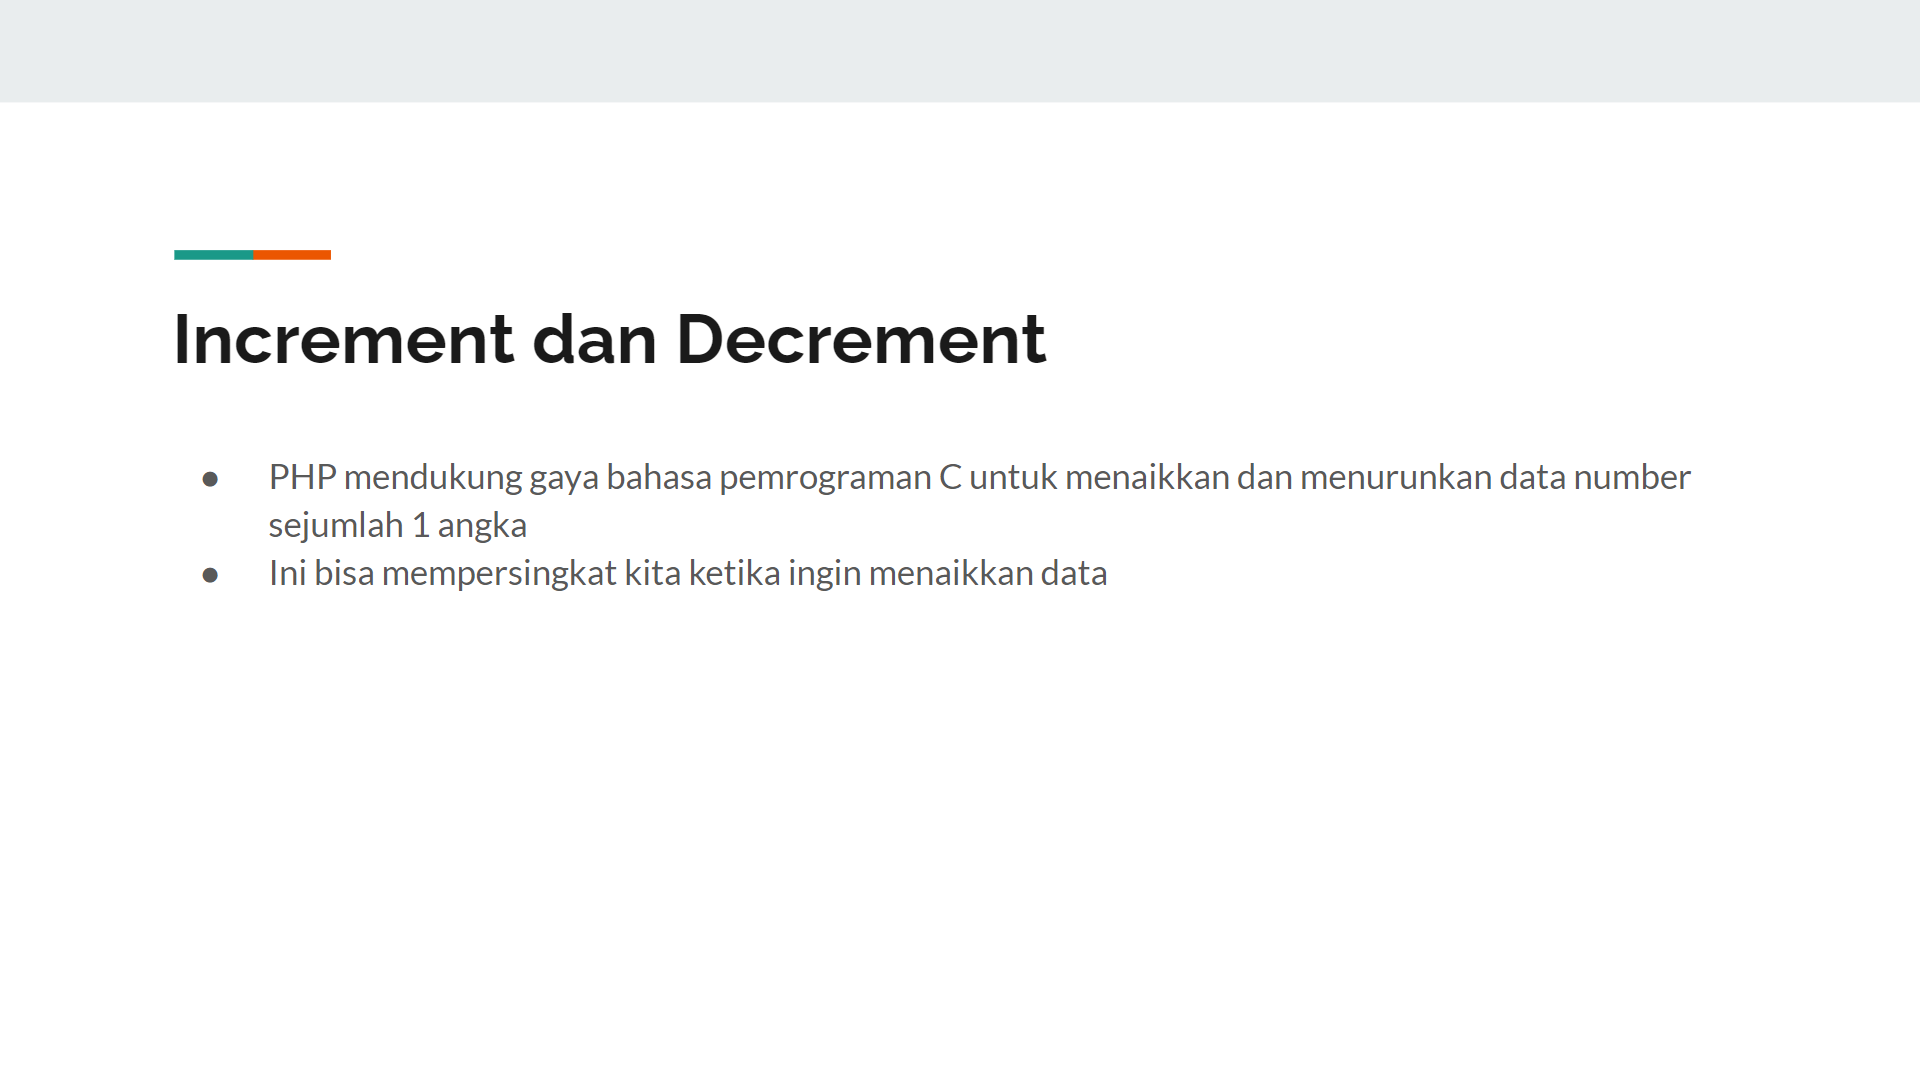 Increment dan Decrement
● PHP mendukung gaya bahasa pemrograman C untuk menaikkan dan menurunkan data number
sejumlah 1 angka
● Ini bisa mempersingkat kita ketika ingin menaikkan data